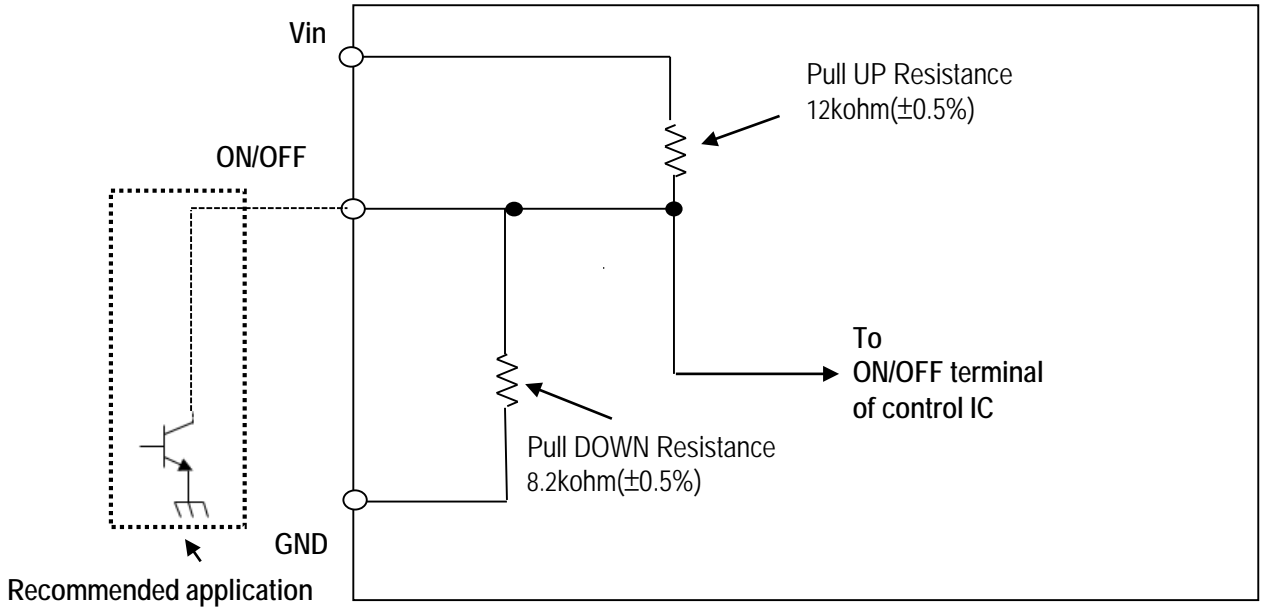 Vin
Pull UP Resistance
12kohm(±0.5%)
ON/OFF
To
ON/OFF terminal
of control IC
Pull DOWN Resistance
8.2kohm(±0.5%)
GND
Recommended application